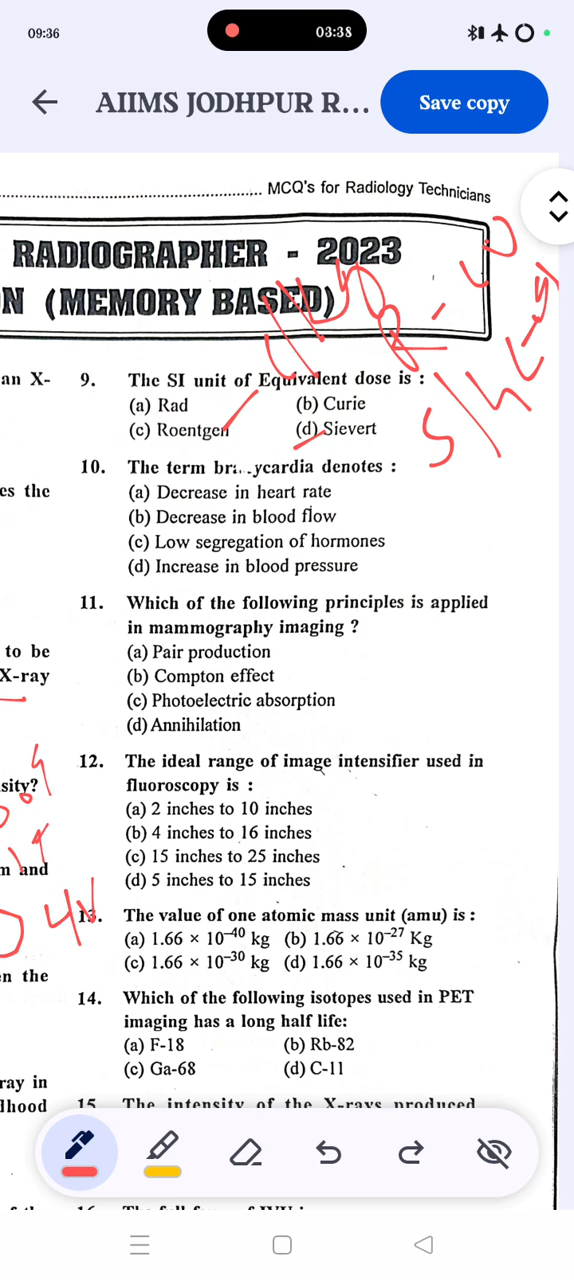 09:36
03:38
AIIMS JODHPUR R...
Save copy
MCQ's for Radiology Technicians
RADIOGRAPHER - 2023
N (MEMORY BASED)
an X-
9. The SI unit of Equivalent dose is :
(a) Rad (b) Curie
(c) Roentgen (d) Sievert
10. The term bra..ycardia denotes :
es the
(a) Decrease in heart rate
(b) Decrease in blood flow
(c) Low segregation of hormones
(d) Increase in blood pressure
11. Which of the following principles is applied
in mammography imaging ?
to be
(a) Pair production
X-ray
(b) Compton effect
(c) Photoelectric absorption
(d) Annihilation
12. The ideal range of image intensifier used in
sity?
fluoroscopy is :
(a) 2 inches to 10 inches
(b) 4 inches to 16 inches
(c) 15 inches to 25 inches
m and
(d) 5 inches to 15 inches
13. The value of one atomic mass unit (amu) is :
(a) 1.66 × 10⁻⁴⁰ kg (b) 1.66 × 10⁻²⁷ Kg
(c) 1.66 × 10⁻³⁰ kg (d) 1.66 × 10⁻³⁵ kg
en the
14. Which of the following isotopes used in PET
imaging has a long half life:
(a) F-18 (b) Rb-82
(c) Ga-68 (d) C-11
ray in
lhood
15. The intensity of the X-rays produced